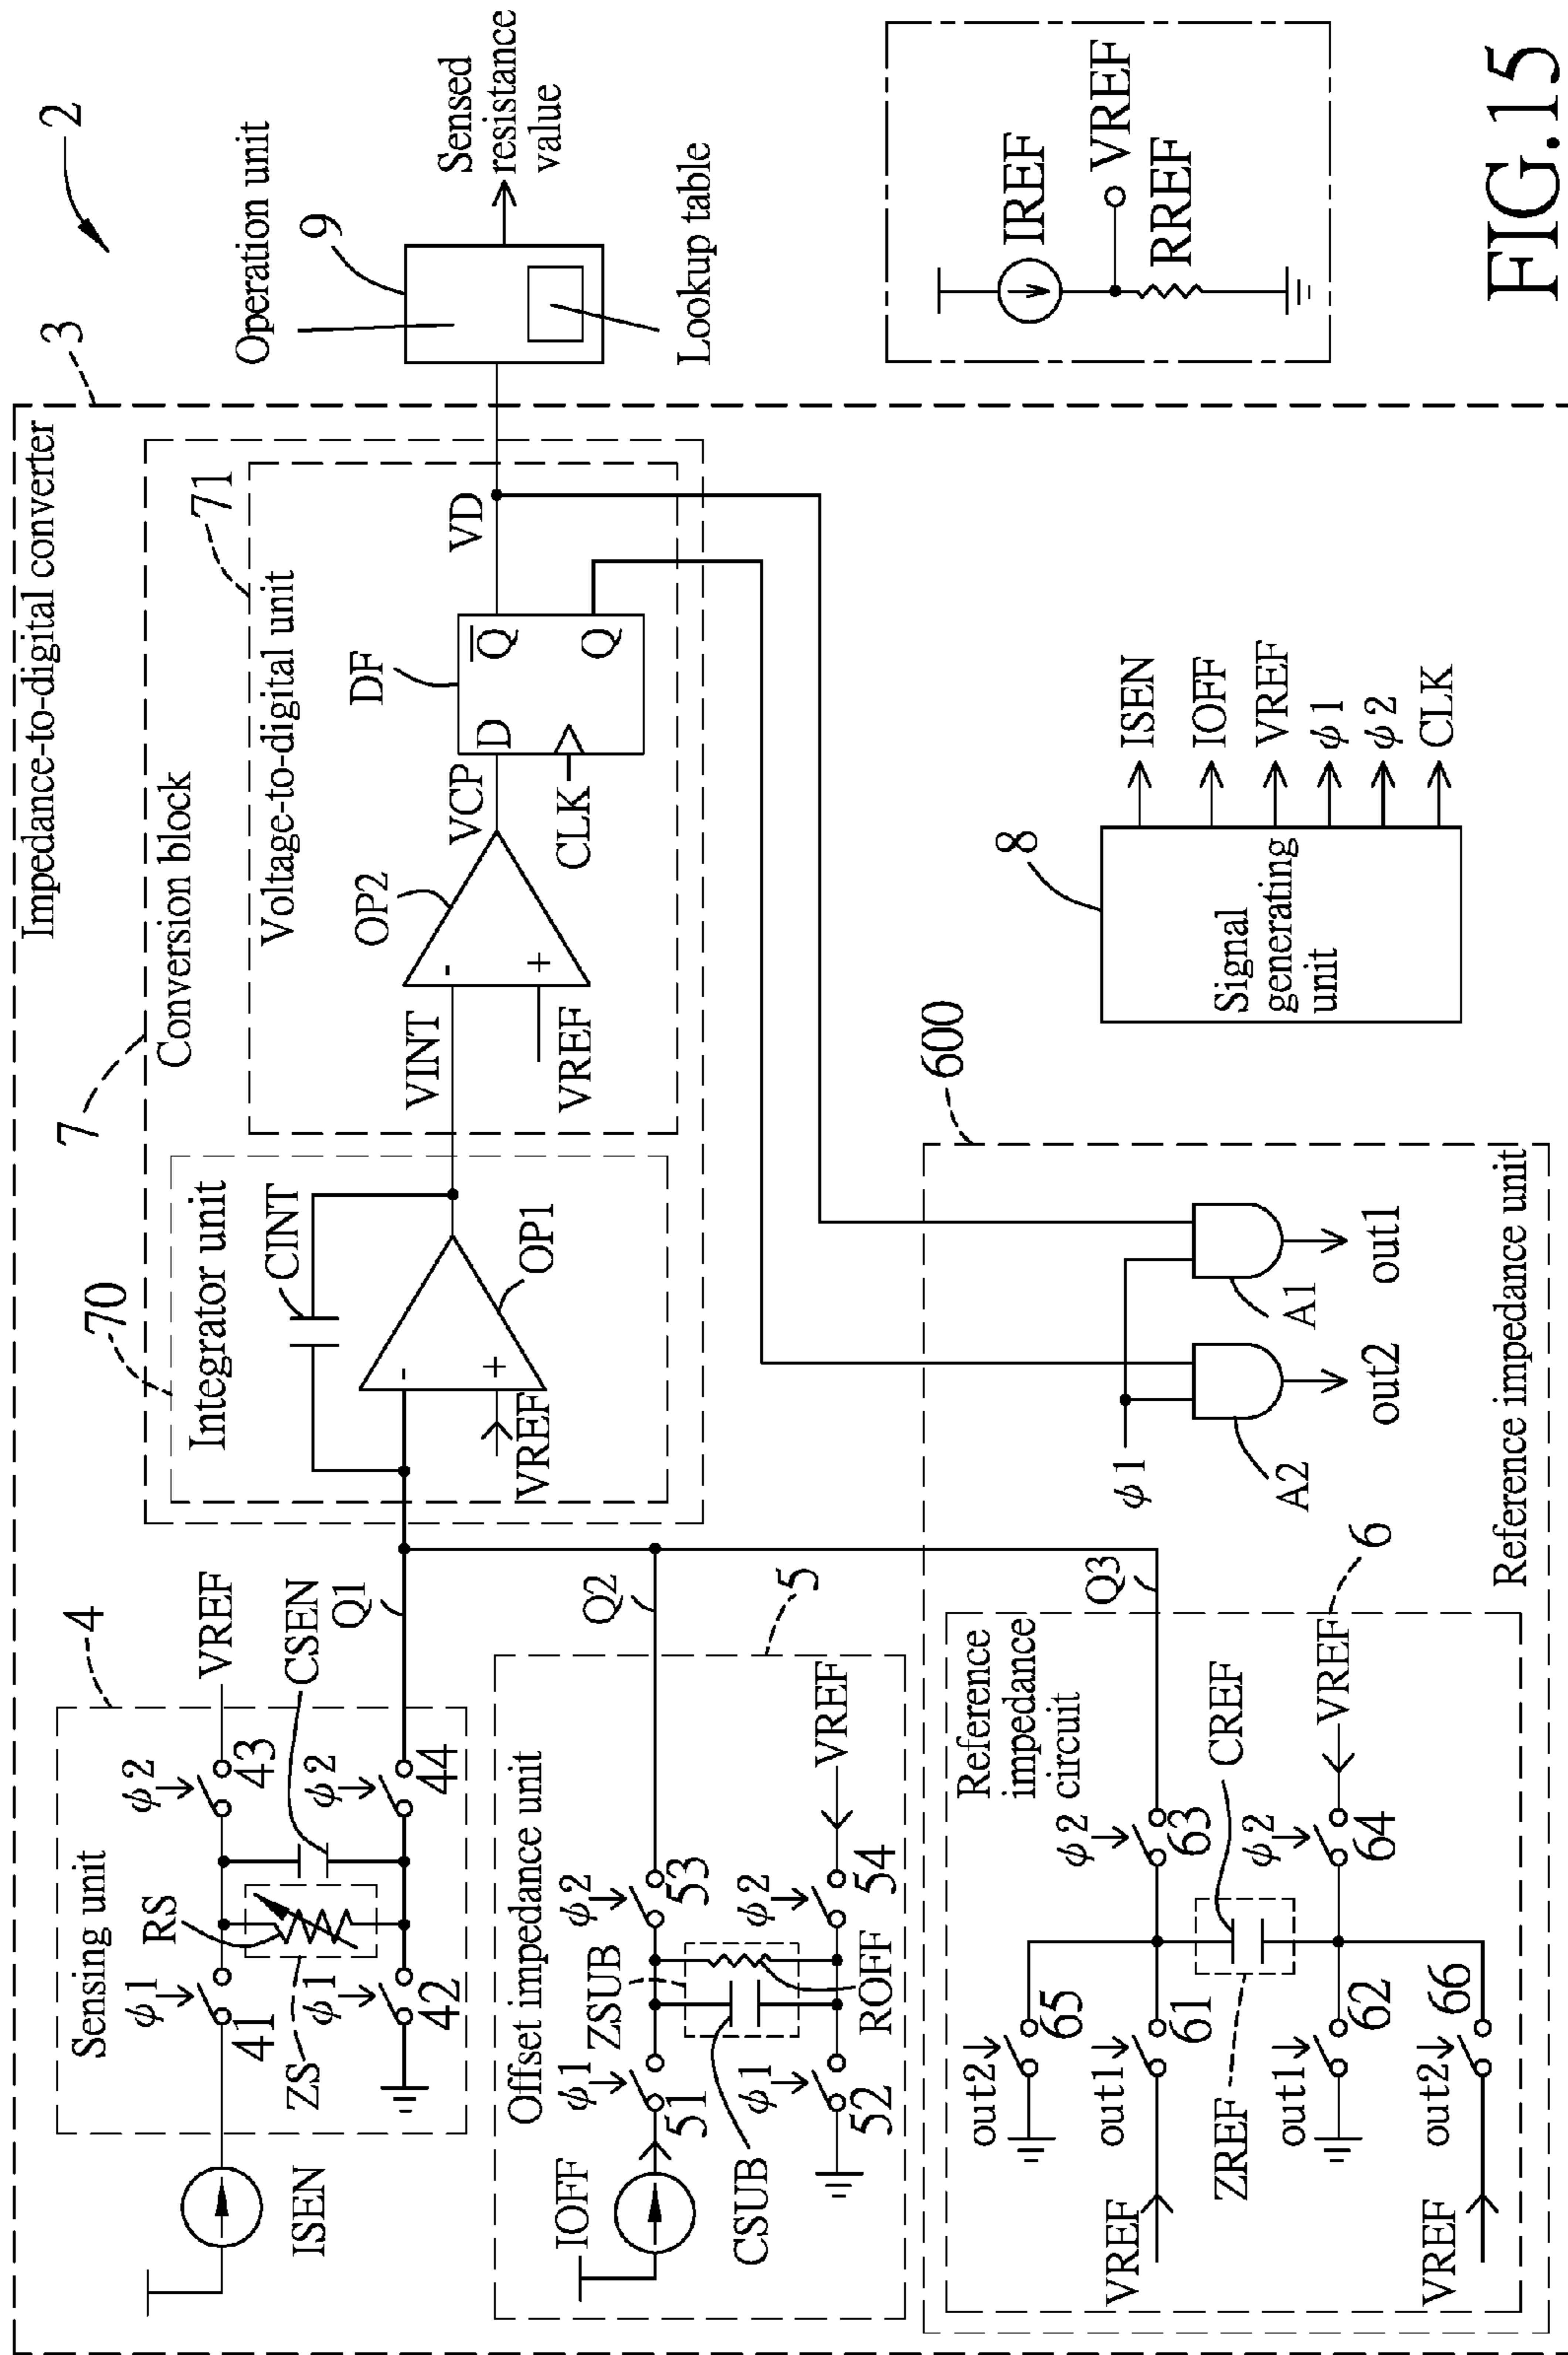 2
3
Impedance-to-digital converter
7
Conversion block
70
Integrator unit
CINT
OP1
VREF
71
Voltage-to-digital unit
VINT
OP2
VREF
VCP
DF
D
Q
Q
CLK
VD
Operation unit
9
Sensed
resistance
value
Lookup table
4
Sensing unit
ISEN
RS
ZS
φ1
41
φ1
42
φ2
43
φ2
44
VREF
CSEN
Q1
5
Offset impedance unit
IOFF
φ1
51
φ1
52
ZSUB
CSUB
ROFF
φ2
53
φ2
54
VREF
Q2
600
Reference impedance unit
6
Reference
impedance
circuit
out2
65
out1
61
VREF
ZREF
out1
62
out2
66
VREF
φ2
63
φ2
64
CREF
VREF
Q3
φ1
A2
out2
A1
out1
8
Signal
generating
unit
ISEN
IOFF
VREF
φ1
φ2
CLK
IREF
VREF
RREF
FIG.15